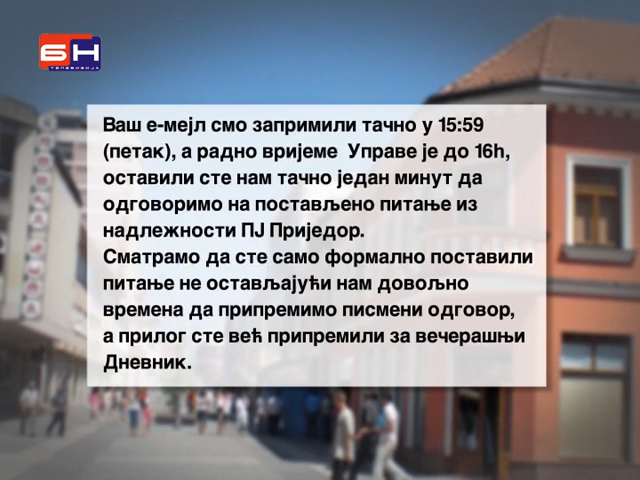 БН
ТЕЛЕВИЗИЈА
Ваш е-мејл смо запримили тачно у 15:59
(петак), а радно вријеме Управе је до 16h,
оставили сте нам тачно један минут да
одговоримо на постављено питање из
надлежности ПЈ Приједор.
Сматрамо да сте само формално поставили
питање не остављајући нам довољно
времена да припремимо писмени одговор,
а прилог сте већ припремили за вечерашњи
Дневник.